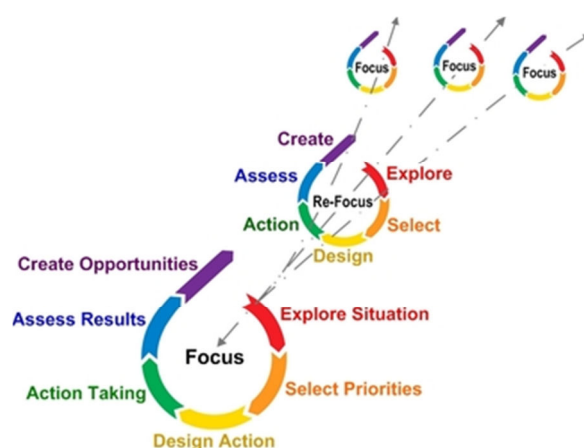 Focus
Focus
Focus
Create
Explore
Assess
Re-Focus
Action
Select
Design
Create Opportunities
Assess Results
Explore Situation
Focus
Action Taking
Select Priorities
Design Action